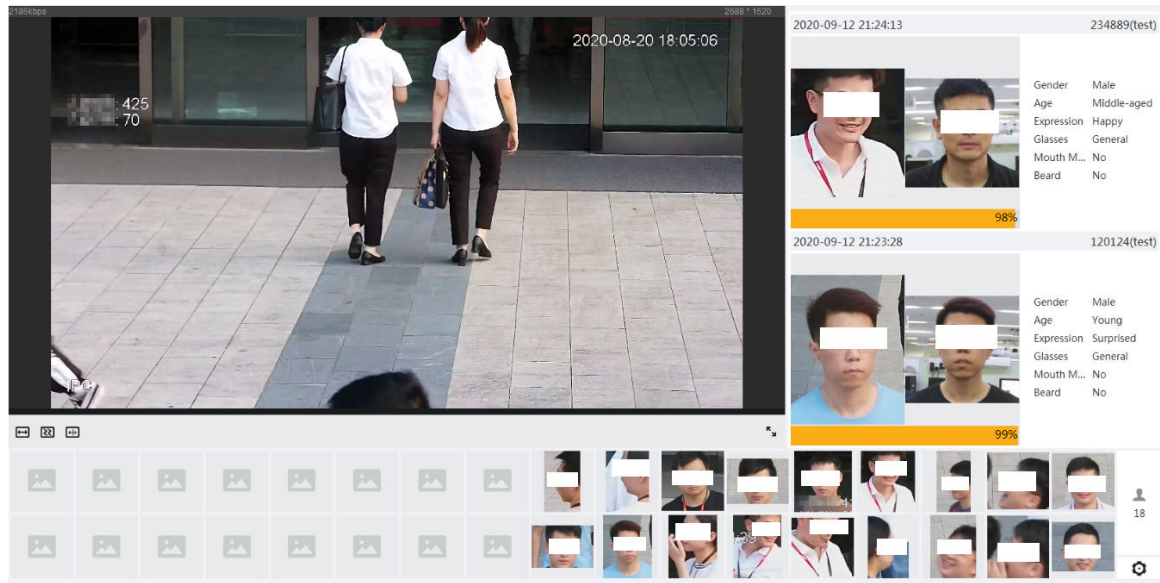 2186kbps
2688 * 1520
2020-08-20 18:05:06
: 425
: 70
IPC
2020-09-12 21:24:13 234889(test)
Gender Male
Age Middle-aged
Expression Happy
Glasses General
Mouth M... No
Beard No
98%
2020-09-12 21:23:28 120124(test)
Gender Male
Age Young
Expression Surprised
Glasses General
Mouth M... No
Beard No
99%
18